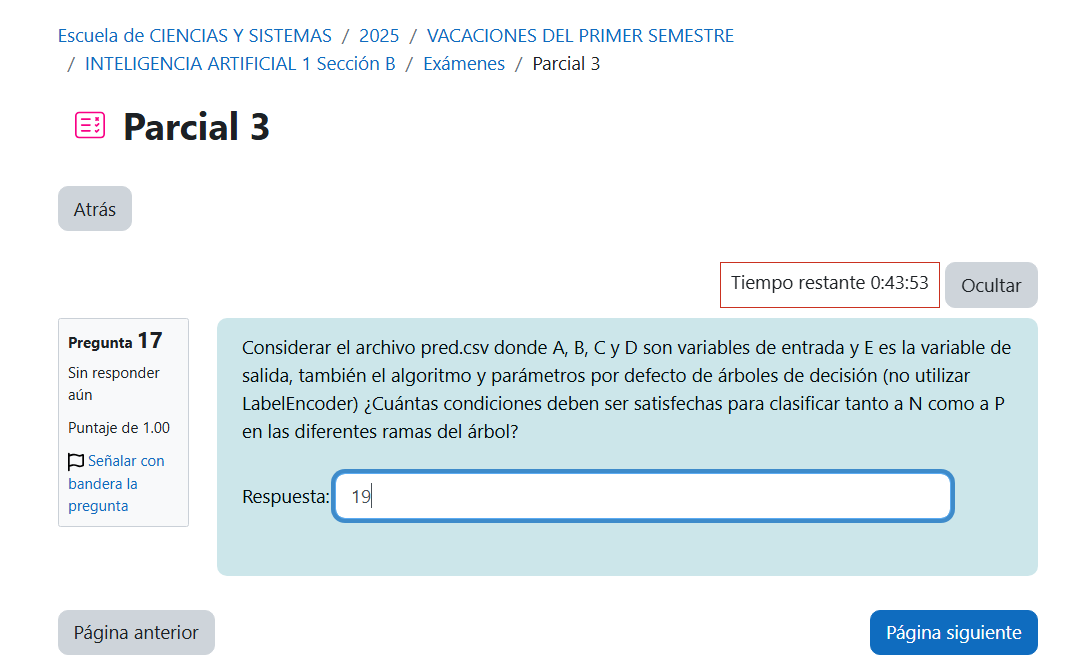 Escuela de CIENCIAS Y SISTEMAS / 2025 / VACACIONES DEL PRIMER SEMESTRE
/ INTELIGENCIA ARTIFICIAL 1 Sección B / Exámenes / Parcial 3
Parcial 3
Atrás
Tiempo restante 0:43:53
Ocultar
Pregunta 17
Sin responder
aún
Puntaje de 1.00
Señalar con
bandera la
pregunta
Considerar el archivo pred.csv donde A, B, C y D son variables de entrada y E es la variable de
salida, también el algoritmo y parámetros por defecto de árboles de decisión (no utilizar
LabelEncoder) ¿Cuántas condiciones deben ser satisfechas para clasificar tanto a N como a P
en las diferentes ramas del árbol?
Respuesta: 19
Página anterior
Página siguiente